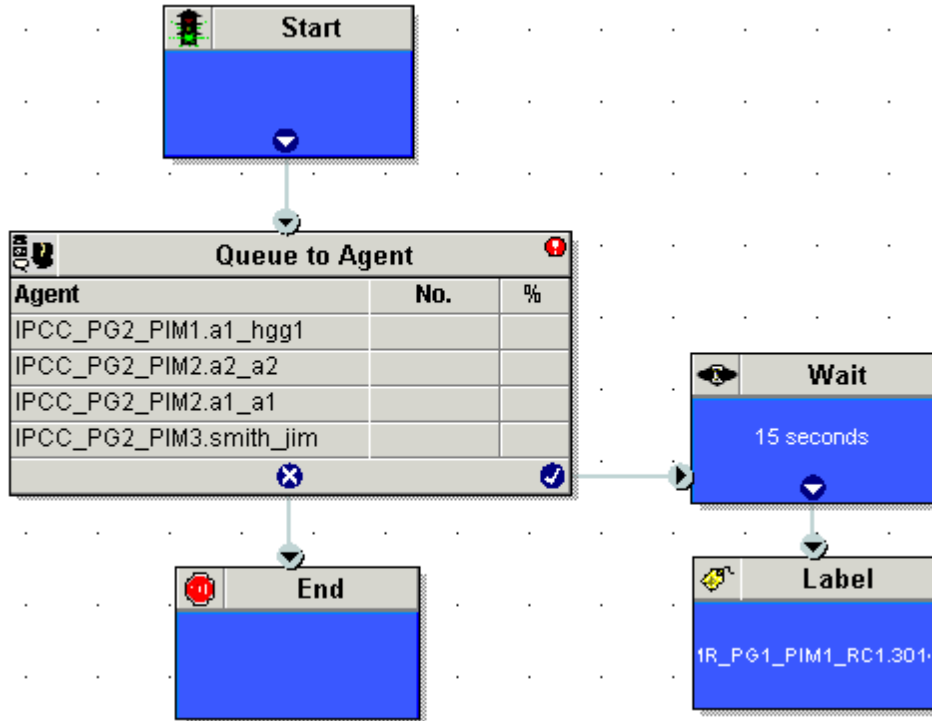 Start
Queue to Agent
Agent No. %
IPCC_PG2_PIM1.a1_hgg1
IPCC_PG2_PIM2.a2_a2
IPCC_PG2_PIM2.a1_a1
IPCC_PG2_PIM3.smith_jim
Wait
15 seconds
End
Label